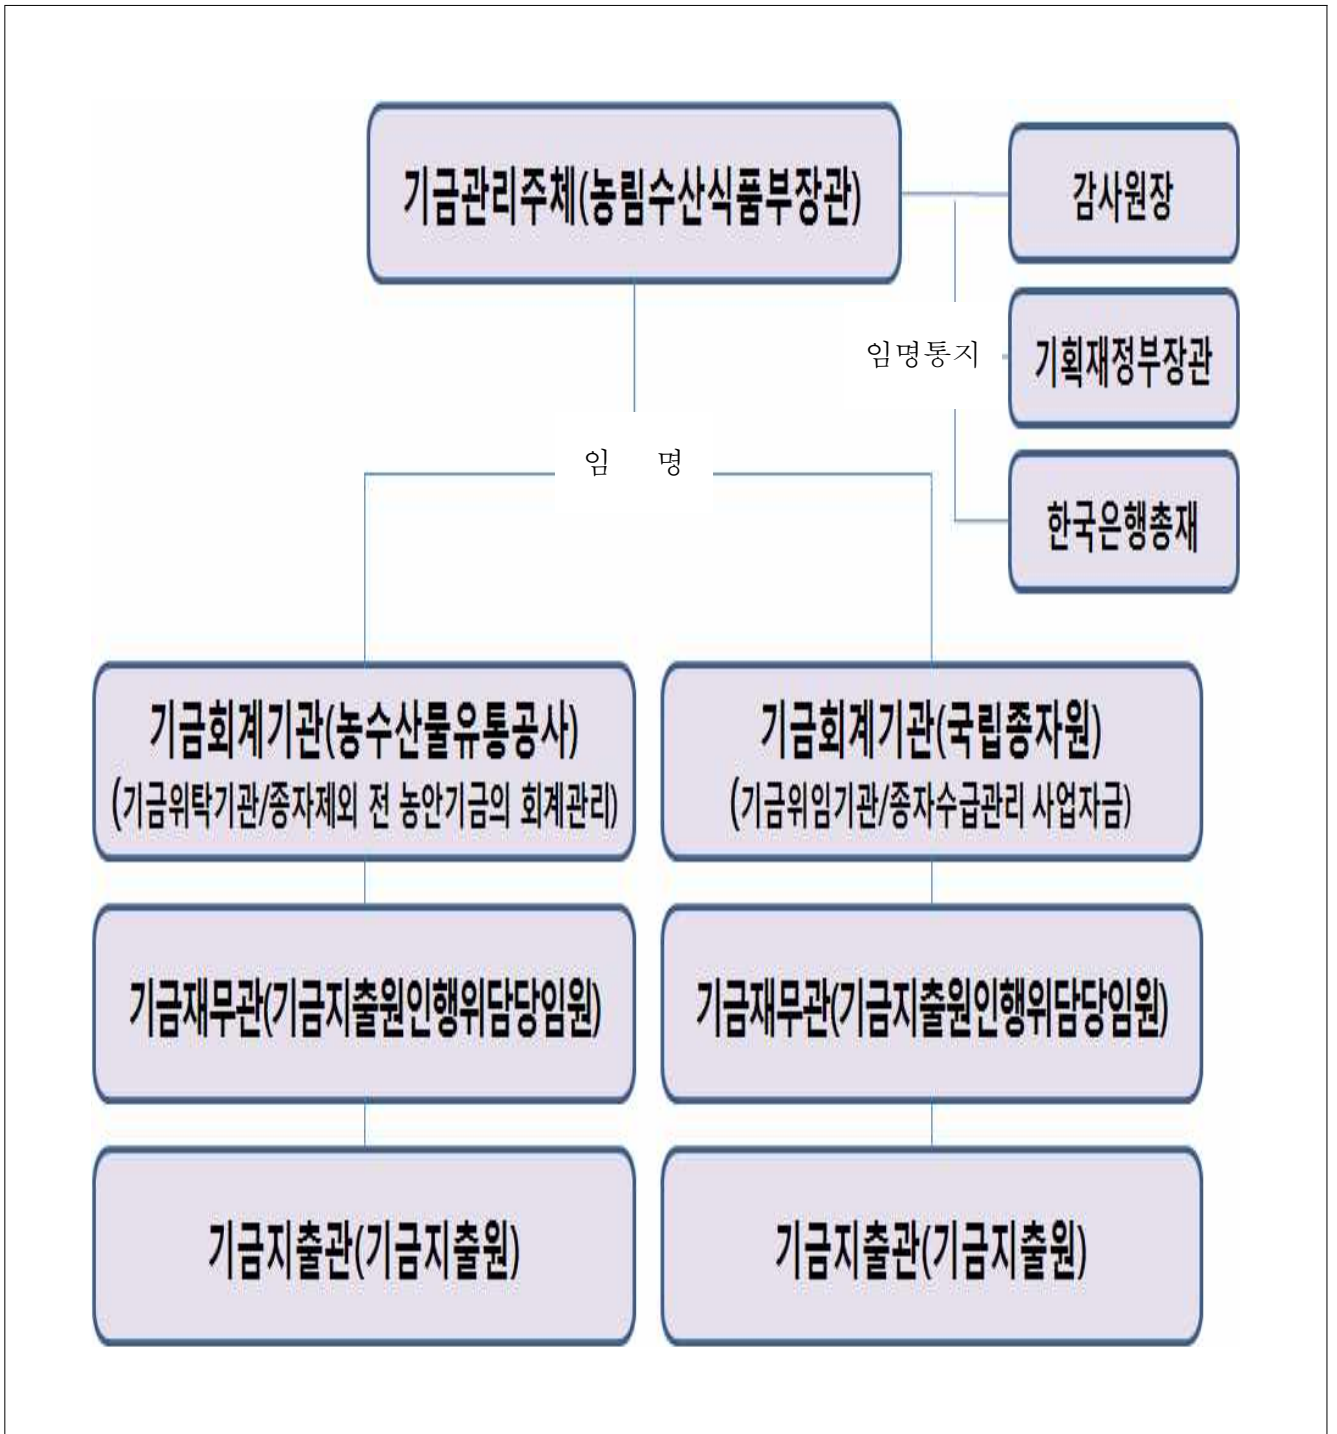 기금관리주체(농림수산식품부장관)
감사원장
임명통지
기획재정부장관
한국은행총재
임 명
기금회계기관(농수산물유통공사)
(기금위탁기관/종자제외 전 농안기금의 회계관리)
기금회계기관(국립종자원)
(기금위임기관/종자수급관리 사업자금)
기금재무관(기금지출원인행위담당임원)
기금재무관(기금지출원인행위담당임원)
기금지출관(기금지출원)
기금지출관(기금지출원)